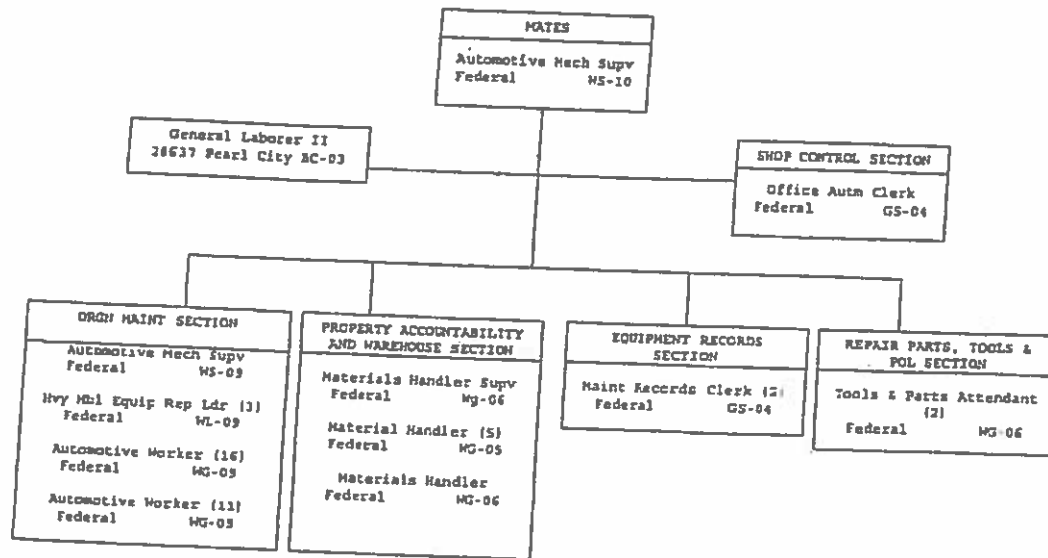 MATES
Automotive Mech Supv
Federal WS-10
General Laborer II
28637 Pearl City BC-03
SHOP CONTROL SECTION
Office Autm Clerk
Federal GS-04
ORGN MAINT SECTION
Automotive Mech Supv
Federal WS-09
Hvy Mbl Equip Rep Ldr (3)
Federal WL-09
Automotive Worker (16)
Federal WG-09
Automotive Worker (11)
Federal WG-05
PROPERTY ACCOUNTABILITY
AND WAREHOUSE SECTION
Materials Handler Supv
Federal Wg-06
Material Handler (5)
Federal WG-05
Materials Handler
Federal WG-06
EQUIPMENT RECORDS
SECTION
Maint Records Clerk (2)
Federal GS-04
REPAIR PARTS, TOOLS &
POL SECTION
Tools & Parts Attendant
(2)
Federal WG-06